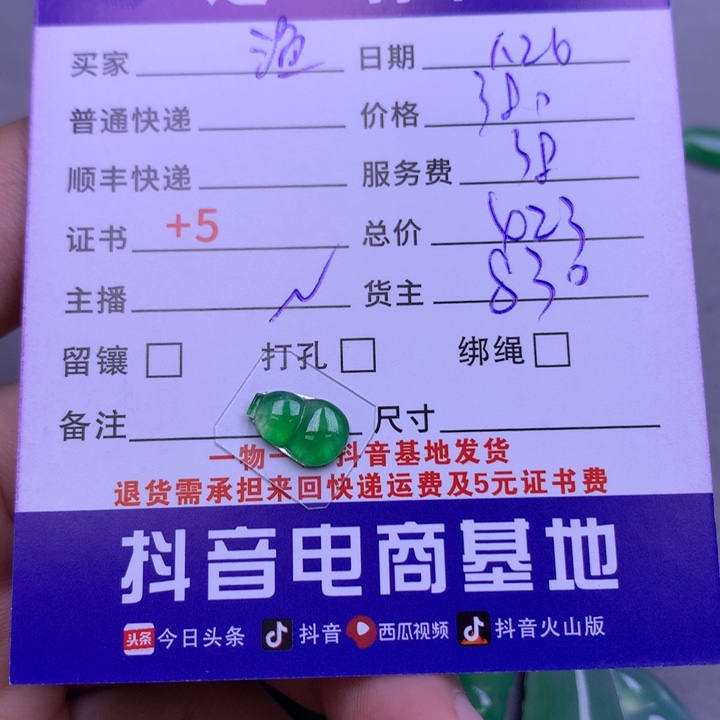 买家 渔 日期 1.26
普通快递 价格 380
顺丰快递 服务费 38
证书 +5 总价 423
主播 货主 830
留镶 打孔 绑绳
备注 尺寸
一物一 抖音基地发货
退货需承担来回快递运费及5元证书费
抖音电商基地
头条 今日头条 抖音 西瓜视频 抖音火山版